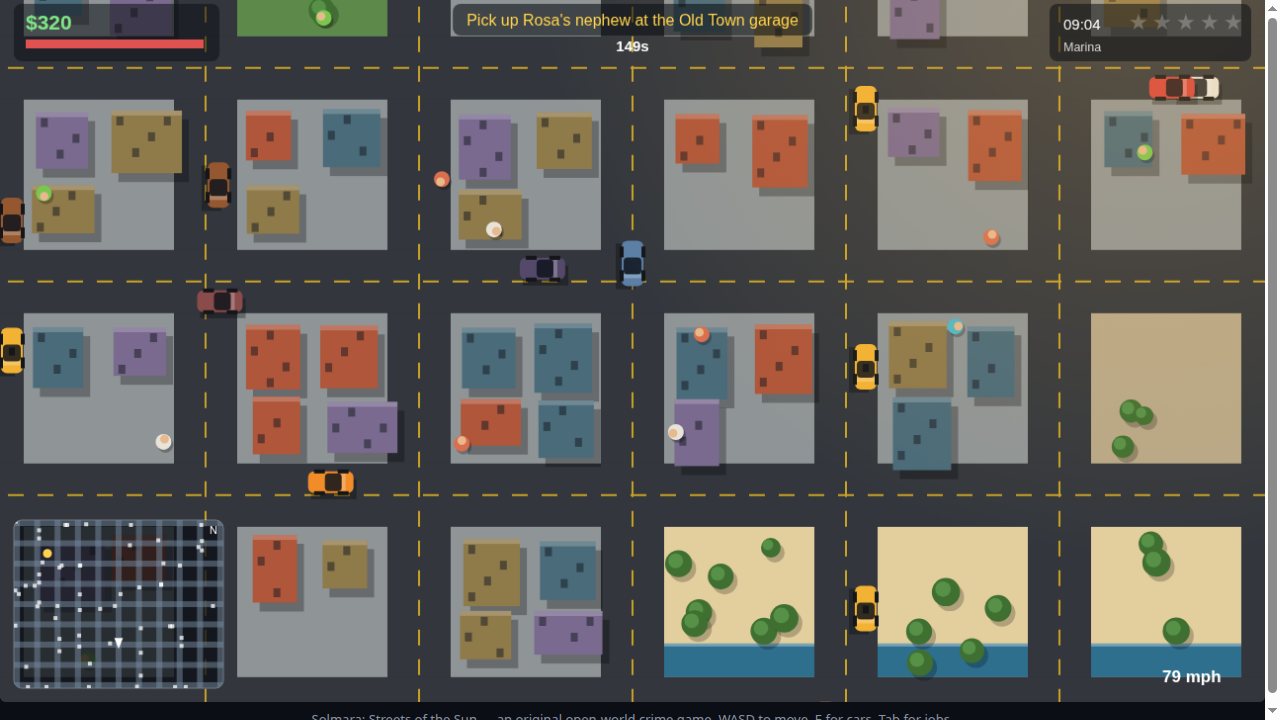 $320
Pick up Rosa's nephew at the Old Town garage
149s
09:04 ★★★★★
Marina
N
79 mph
Solmara: Streets of the Sun — an original open world crime game. WASD to move, E for cars, Tab for jobs